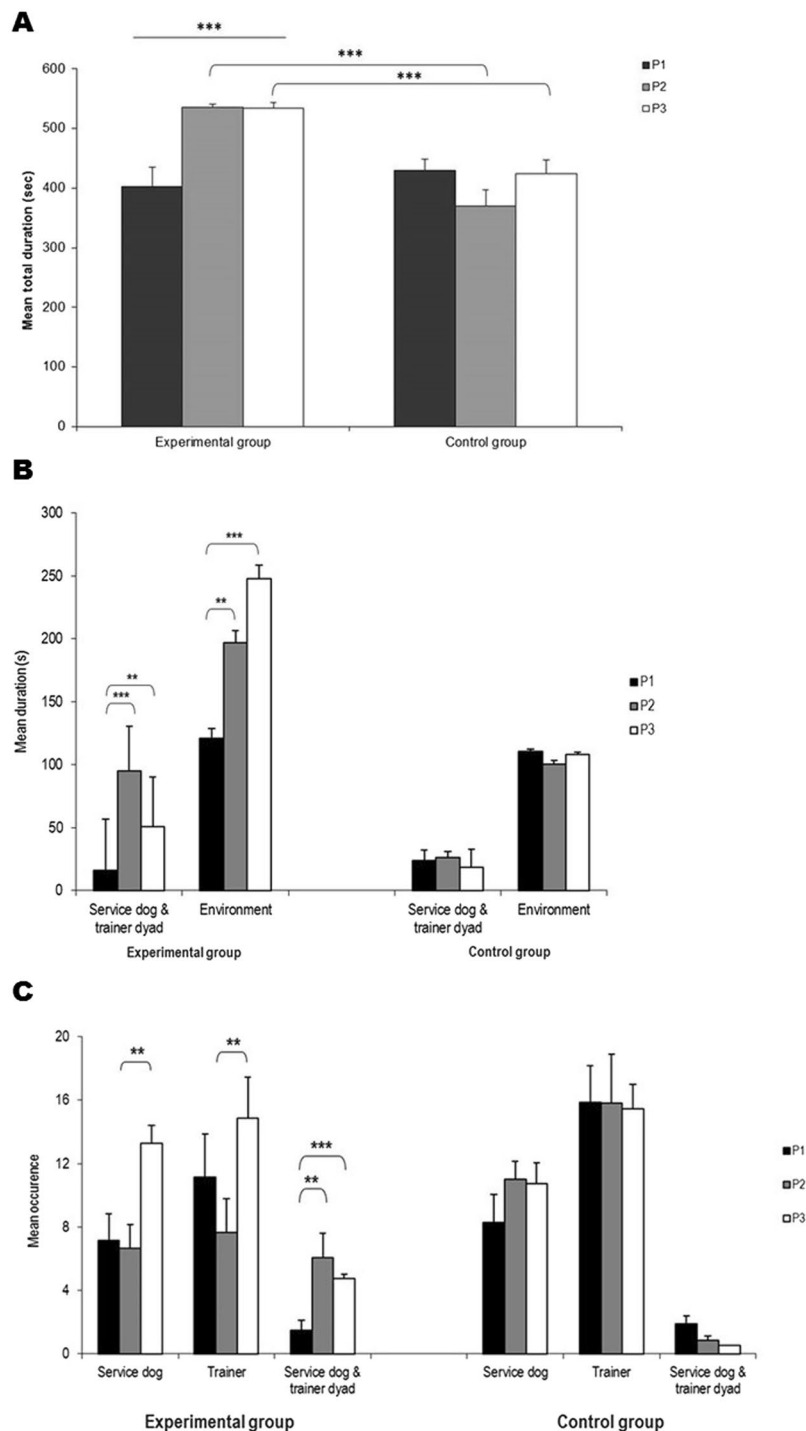 A
***
***
***
600
500
400
300
200
100
0
Mean total duration (sec)
Experimental group
Control group
P1
P2
P3
B
300
250
200
150
100
50
0
Mean duration (s)
***
**
**
***
Service dog &
trainer dyad
Environment
Service dog &
trainer dyad
Environment
Experimental group
Control group
P1
P2
P3
C
20
16
12
8
4
0
Mean occurence
**
**
***
**
Service dog
Trainer
Service dog &
trainer dyad
Service dog
Trainer
Service dog &
trainer dyad
Experimental group
Control group
P1
P2
P3